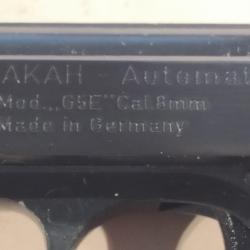 AKAH - Automat
Mod. „G5E" Cal. 8mm
Made in Germany